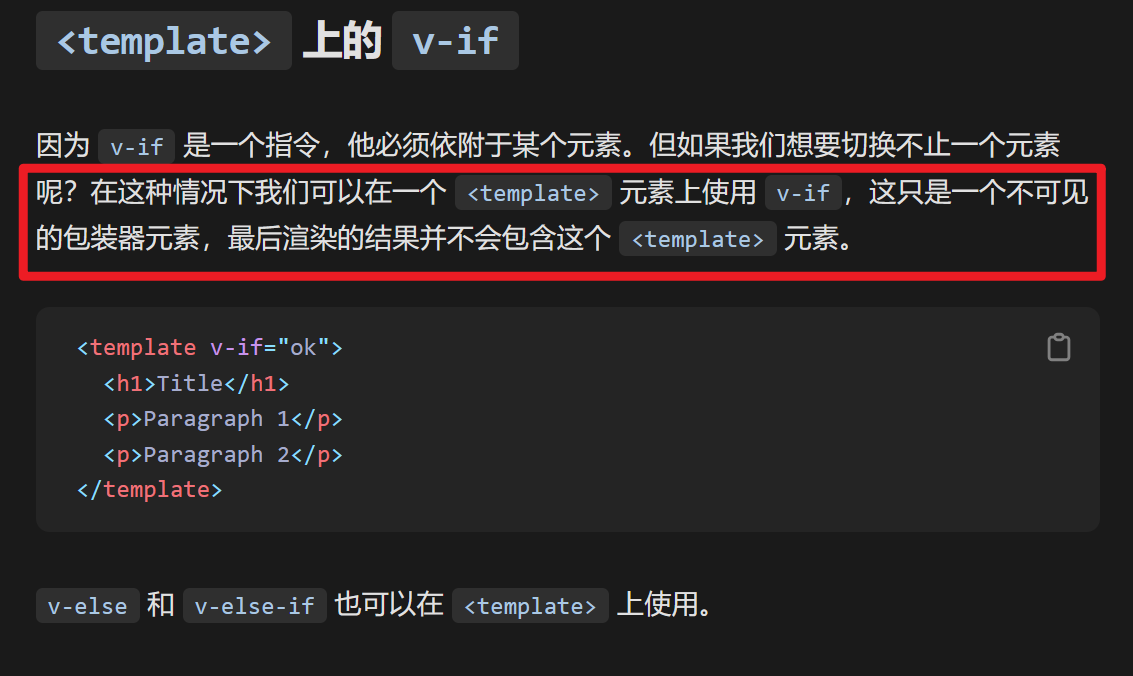 <template> 上的 v-if
因为 v-if 是一个指令，他必须依附于某个元素。但如果我们想要切换不止一个元素
呢？在这种情况下我们可以在一个 <template> 元素上使用 v-if，这只是一个不可见
的包装器元素，最后渲染的结果并不会包含这个 <template> 元素。
<template v-if="ok">
  <h1>Title</h1>
  <p>Paragraph 1</p>
  <p>Paragraph 2</p>
</template>
v-else 和 v-else-if 也可以在 <template> 上使用。